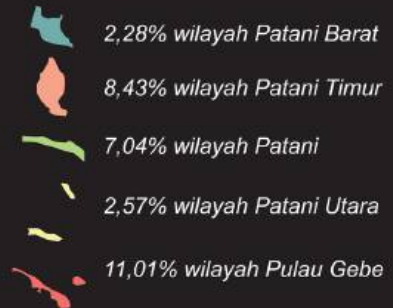 2,28% wilayah Patani Barat
8,43% wilayah Patani Timur
7,04% wilayah Patani
2,57% wilayah Patani Utara
11,01% wilayah Pulau Gebe